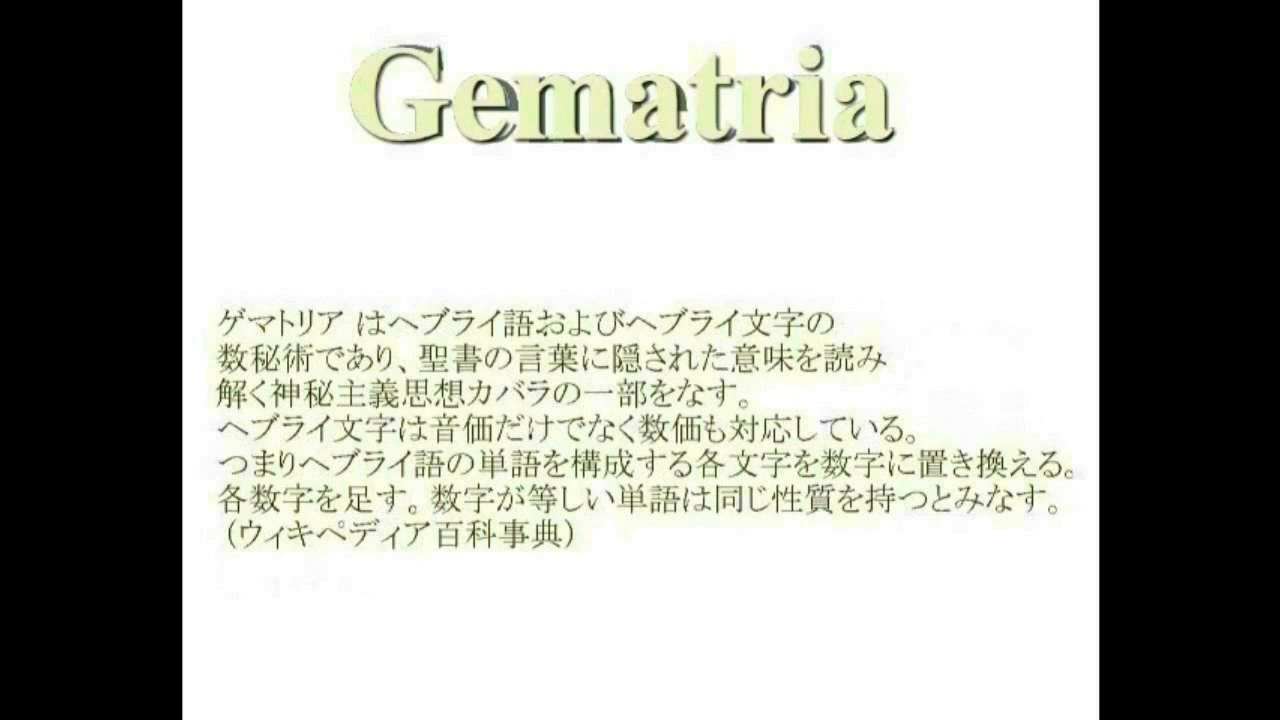 Gematria
ゲマトリア はヘブライ語およびヘブライ文字の
数秘術であり、聖書の言葉に隠された意味を読み
解く神秘主義思想カバラの一部をなす。
ヘブライ文字は音価だけでなく数価も対応している。
つまりヘブライ語の単語を構成する各文字を数字に置き換える。
各数字を足す。数字が等しい単語は同じ性質を持つとみなす。
（ウィキペディア百科事典）